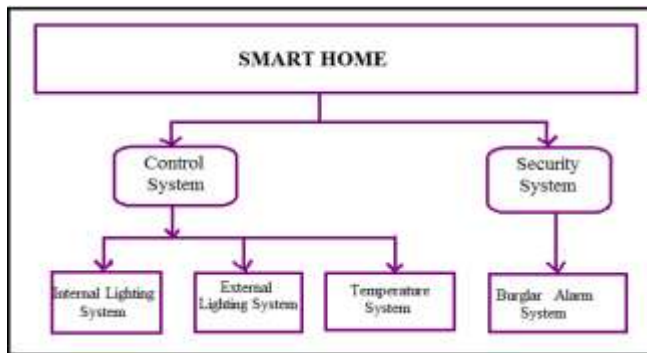 SMART HOME
Control
System
Security
System
Internal Lighting
System
External
Lighting System
Temperature
System
Burglar Alarm
System